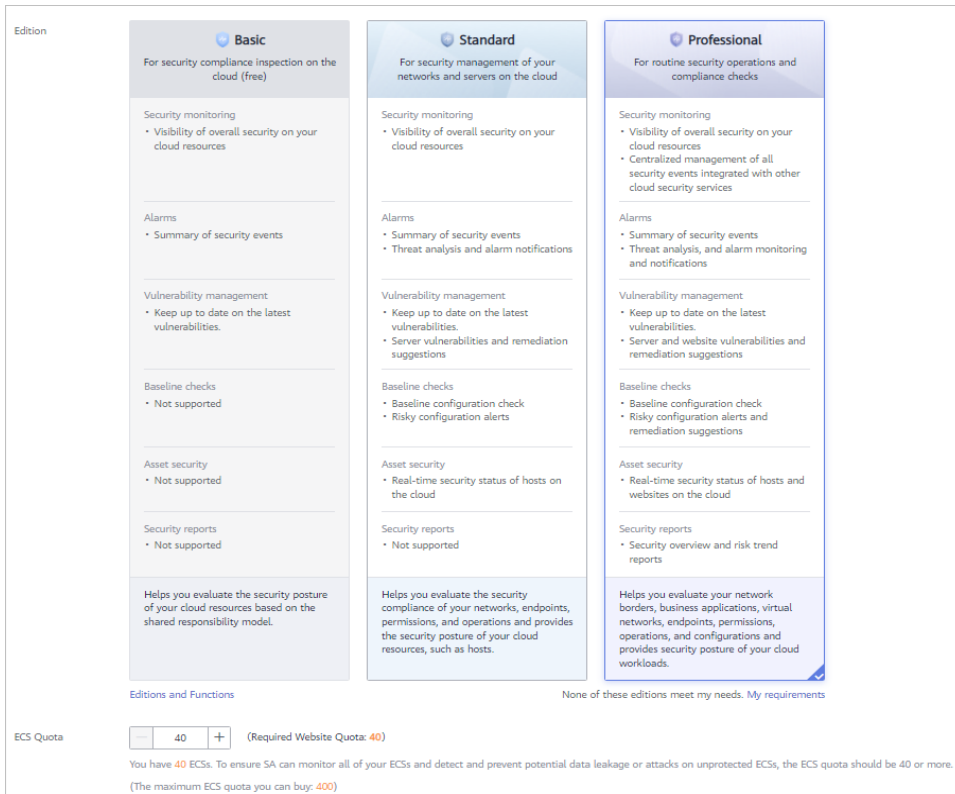 Edition
Basic
For security compliance inspection on the
cloud (free)
Security monitoring
• Visibility of overall security on your
cloud resources
Alarms
• Summary of security events
Vulnerability management
• Keep up to date on the latest
vulnerabilities.
Baseline checks
• Not supported
Asset security
• Not supported
Security reports
• Not supported
Helps you evaluate the security posture
of your cloud resources based on the
shared responsibility model.
Standard
For security management of your
networks and servers on the cloud
Security monitoring
• Visibility of overall security on your
cloud resources
Alarms
• Summary of security events
• Threat analysis and alarm notifications
Vulnerability management
• Keep up to date on the latest
vulnerabilities.
• Server vulnerabilities and remediation
suggestions
Baseline checks
• Baseline configuration check
• Risky configuration alerts
Asset security
• Real-time security status of hosts on
the cloud
Security reports
• Not supported
Helps you evaluate the security
compliance of your networks, endpoints,
permissions, and operations and provides
the security posture of your cloud
resources, such as hosts.
Professional
For routine security operations and
compliance checks
Security monitoring
• Visibility of overall security on your
cloud resources
• Centralized management of all
security events integrated with other
cloud security services
Alarms
• Summary of security events
• Threat analysis, and alarm monitoring
and notifications
Vulnerability management
• Keep up to date on the latest
vulnerabilities.
• Server and website vulnerabilities and
remediation suggestions
Baseline checks
• Baseline configuration check
• Risky configuration alerts and
remediation suggestions
Asset security
• Real-time security status of hosts and
websites on the cloud
Security reports
• Security overview and risk trend
reports
Helps you evaluate your network
borders, business applications, virtual
networks, endpoints, permissions,
operations, and configurations and
provides security posture of your cloud
workloads.
Editions and Functions
None of these editions meet my needs. My requirements
ECS Quota
— 40 + (Required Website Quota: 40)
You have 40 ECSs. To ensure SA can monitor all of your ECSs and detect and prevent potential data leakage or attacks on unprotected ECSs, the ECS quota should be 40 or more.
(The maximum ECS quota you can buy: 400)